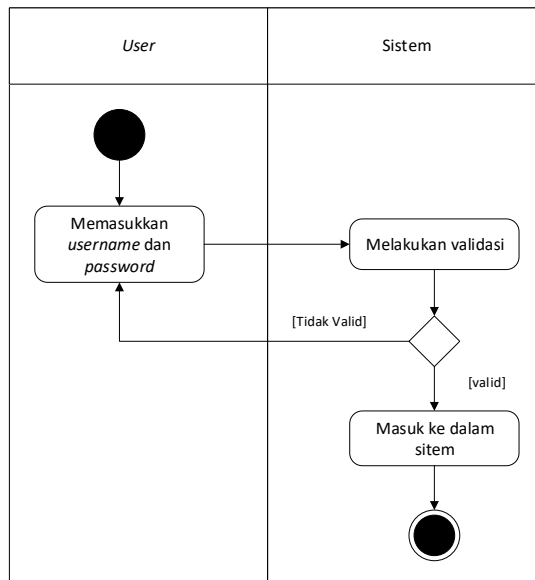 User
Sistem
Memasukkan
username dan
password
Melakukan validasi
[Tidak Valid]
[valid]
Masuk ke dalam
sitem